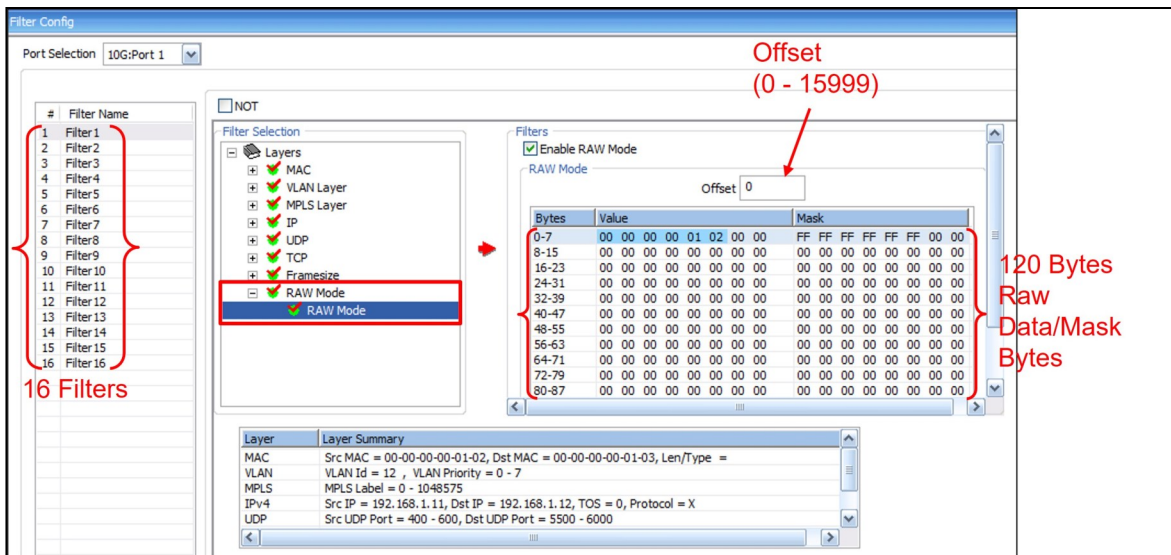 Filter Config
Port Selection 10G:Port 1
Offset
(0 - 15999)
# Filter Name
1 Filter1
2 Filter2
3 Filter3
4 Filter4
5 Filter5
6 Filter6
7 Filter7
8 Filter8
9 Filter9
10 Filter10
11 Filter11
12 Filter12
13 Filter13
14 Filter14
15 Filter15
16 Filter16
16 Filters
NOT
Filter Selection
Layers
MAC
VLAN Layer
MPLS Layer
IP
UDP
TCP
Framesize
RAW Mode
RAW Mode
Filters
Enable RAW Mode
RAW Mode
Offset 0
Bytes Value Mask
0-7 00 00 00 00 01 02 00 00 FF FF FF FF FF FF 00 00
8-15 00 00 00 00 00 00 00 00 00 00 00 00 00 00 00 00
16-23 00 00 00 00 00 00 00 00 00 00 00 00 00 00 00 00
24-31 00 00 00 00 00 00 00 00 00 00 00 00 00 00 00 00
32-39 00 00 00 00 00 00 00 00 00 00 00 00 00 00 00 00
40-47 00 00 00 00 00 00 00 00 00 00 00 00 00 00 00 00
48-55 00 00 00 00 00 00 00 00 00 00 00 00 00 00 00 00
56-63 00 00 00 00 00 00 00 00 00 00 00 00 00 00 00 00
64-71 00 00 00 00 00 00 00 00 00 00 00 00 00 00 00 00
72-79 00 00 00 00 00 00 00 00 00 00 00 00 00 00 00 00
80-87 00 00 00 00 00 00 00 00 00 00 00 00 00 00 00 00
120 Bytes
Raw
Data/Mask
Bytes
Layer Layer Summary
MAC Src MAC = 00-00-00-00-01-02, Dst MAC = 00-00-00-00-01-03, Len/Type =
VLAN VLAN Id = 12 , VLAN Priority = 0 - 7
MPLS MPLS Label = 0 - 1048575
IPv4 Src IP = 192.168.1.11, Dst IP = 192.168.1.12, TOS = 0, Protocol = X
UDP Src UDP Port = 400 - 600, Dst UDP Port = 5500 - 6000